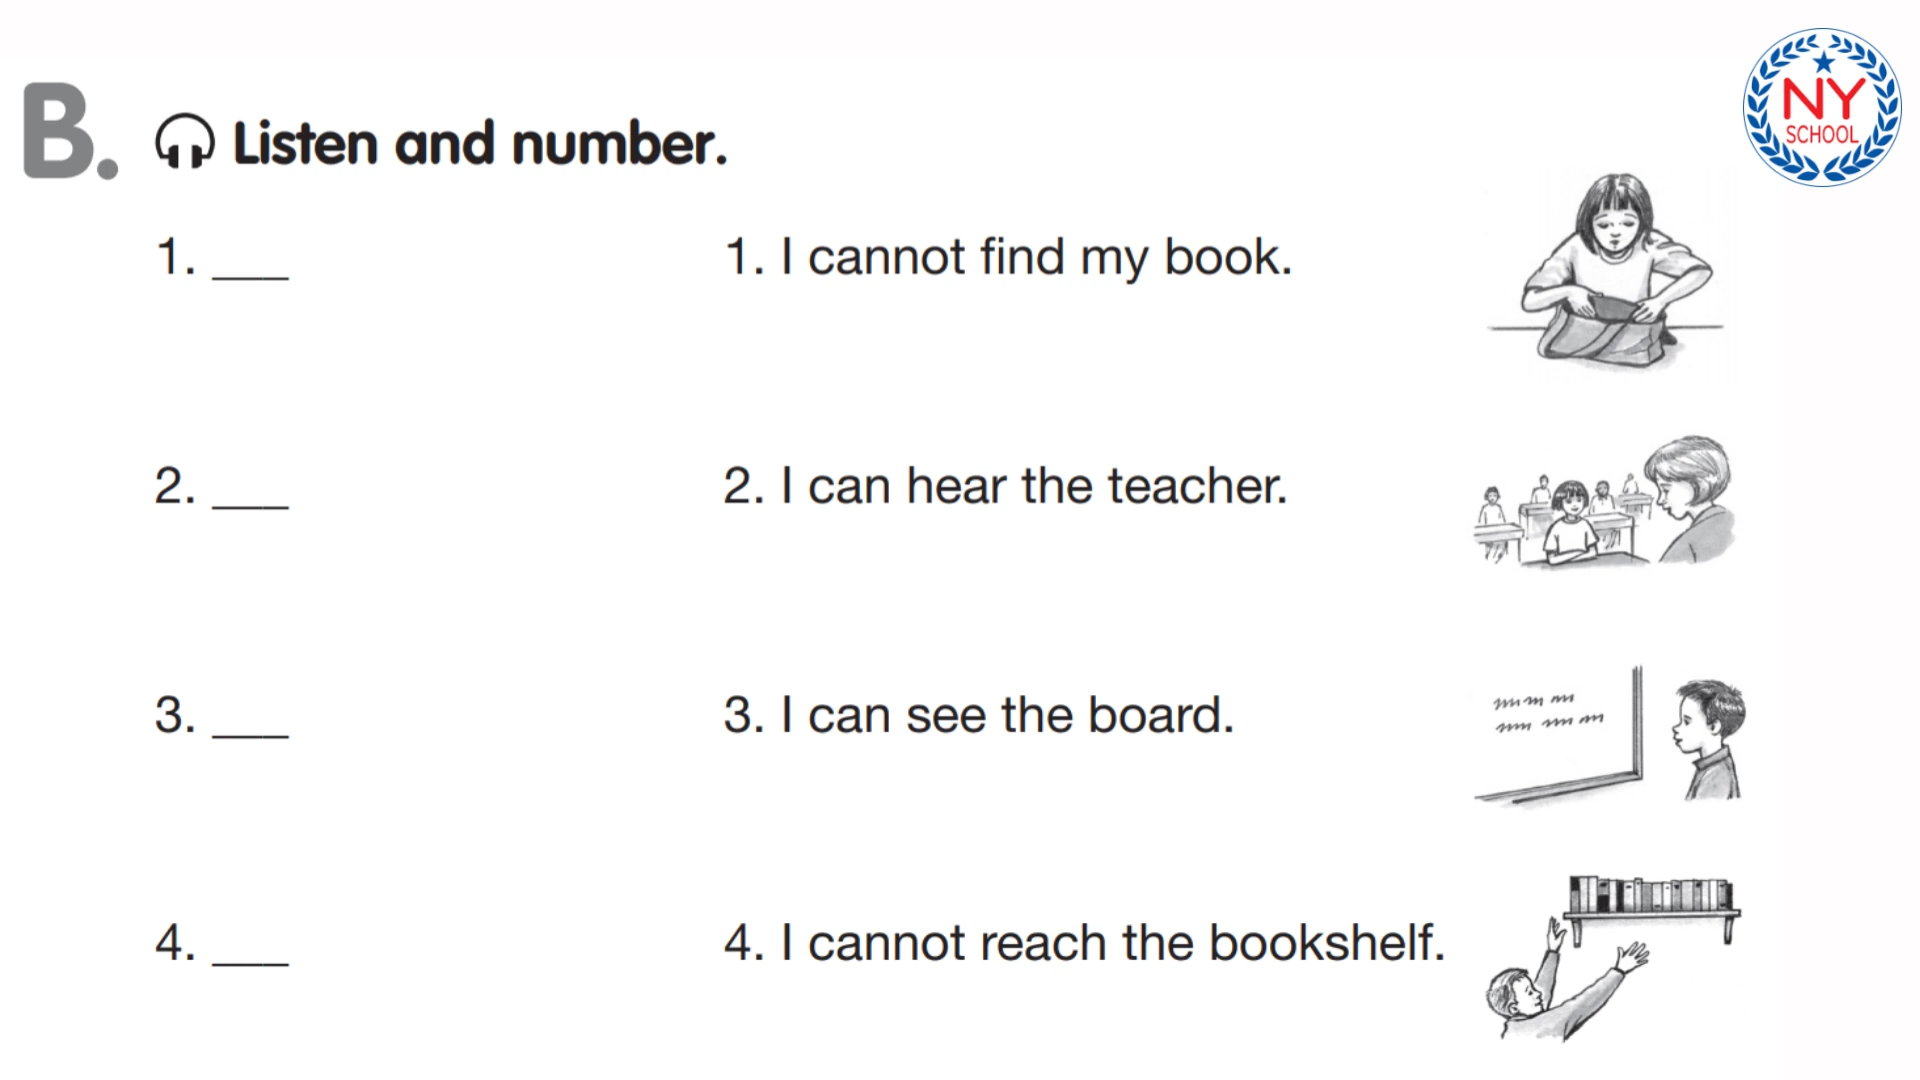 NY
SCHOOL
B. Listen and number.
1. ___ 1. I cannot find my book.
2. ___ 2. I can hear the teacher.
3. ___ 3. I can see the board.
4. ___ 4. I cannot reach the bookshelf.